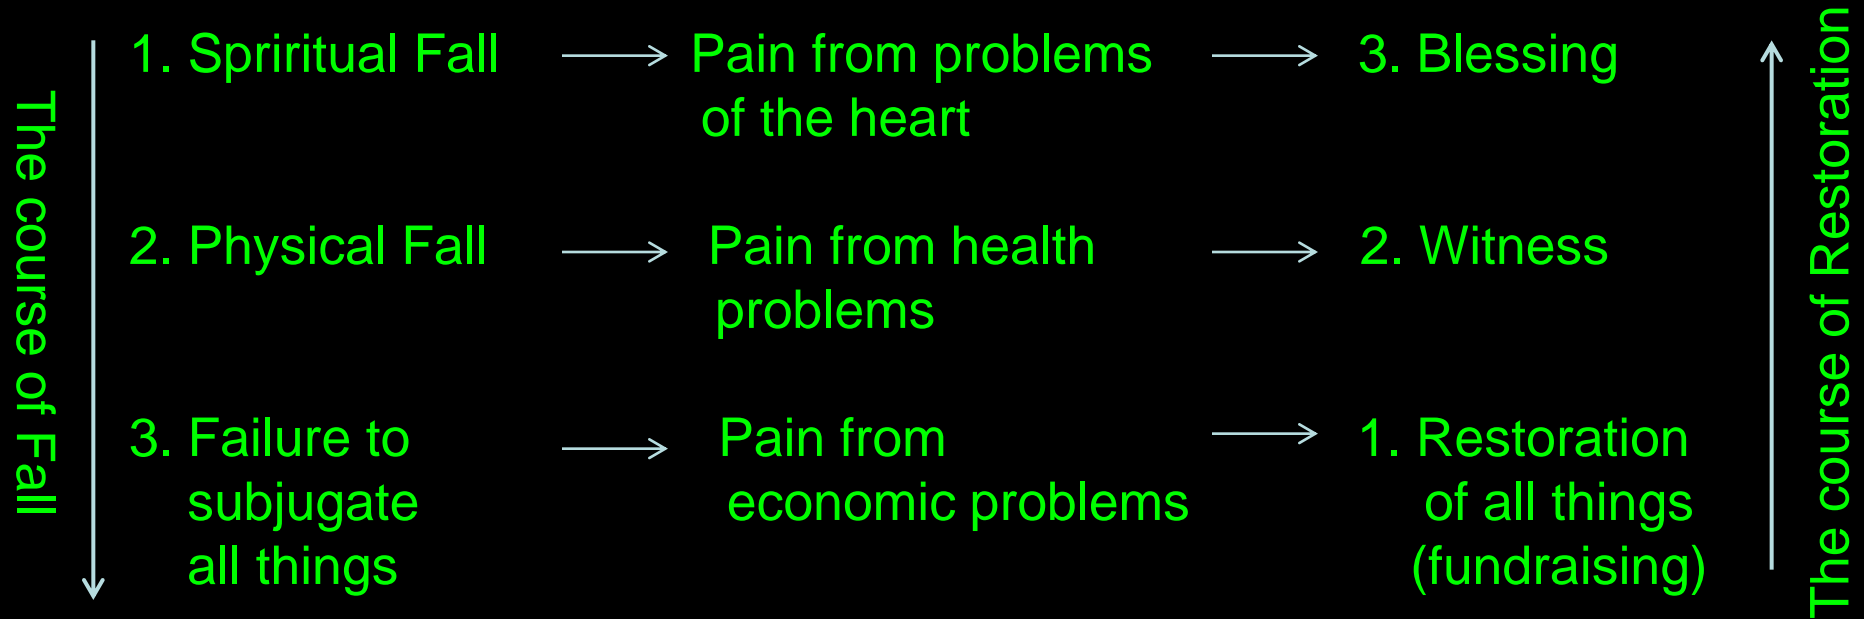 The course of Fall
1. Spriritual Fall
Pain from problems
of the heart
3. Blessing
2. Physical Fall
Pain from health
problems
2. Witness
3. Failure to
subjugate
all things
Pain from
economic problems
1. Restoration
of all things
(fundraising)
The course of Restoration